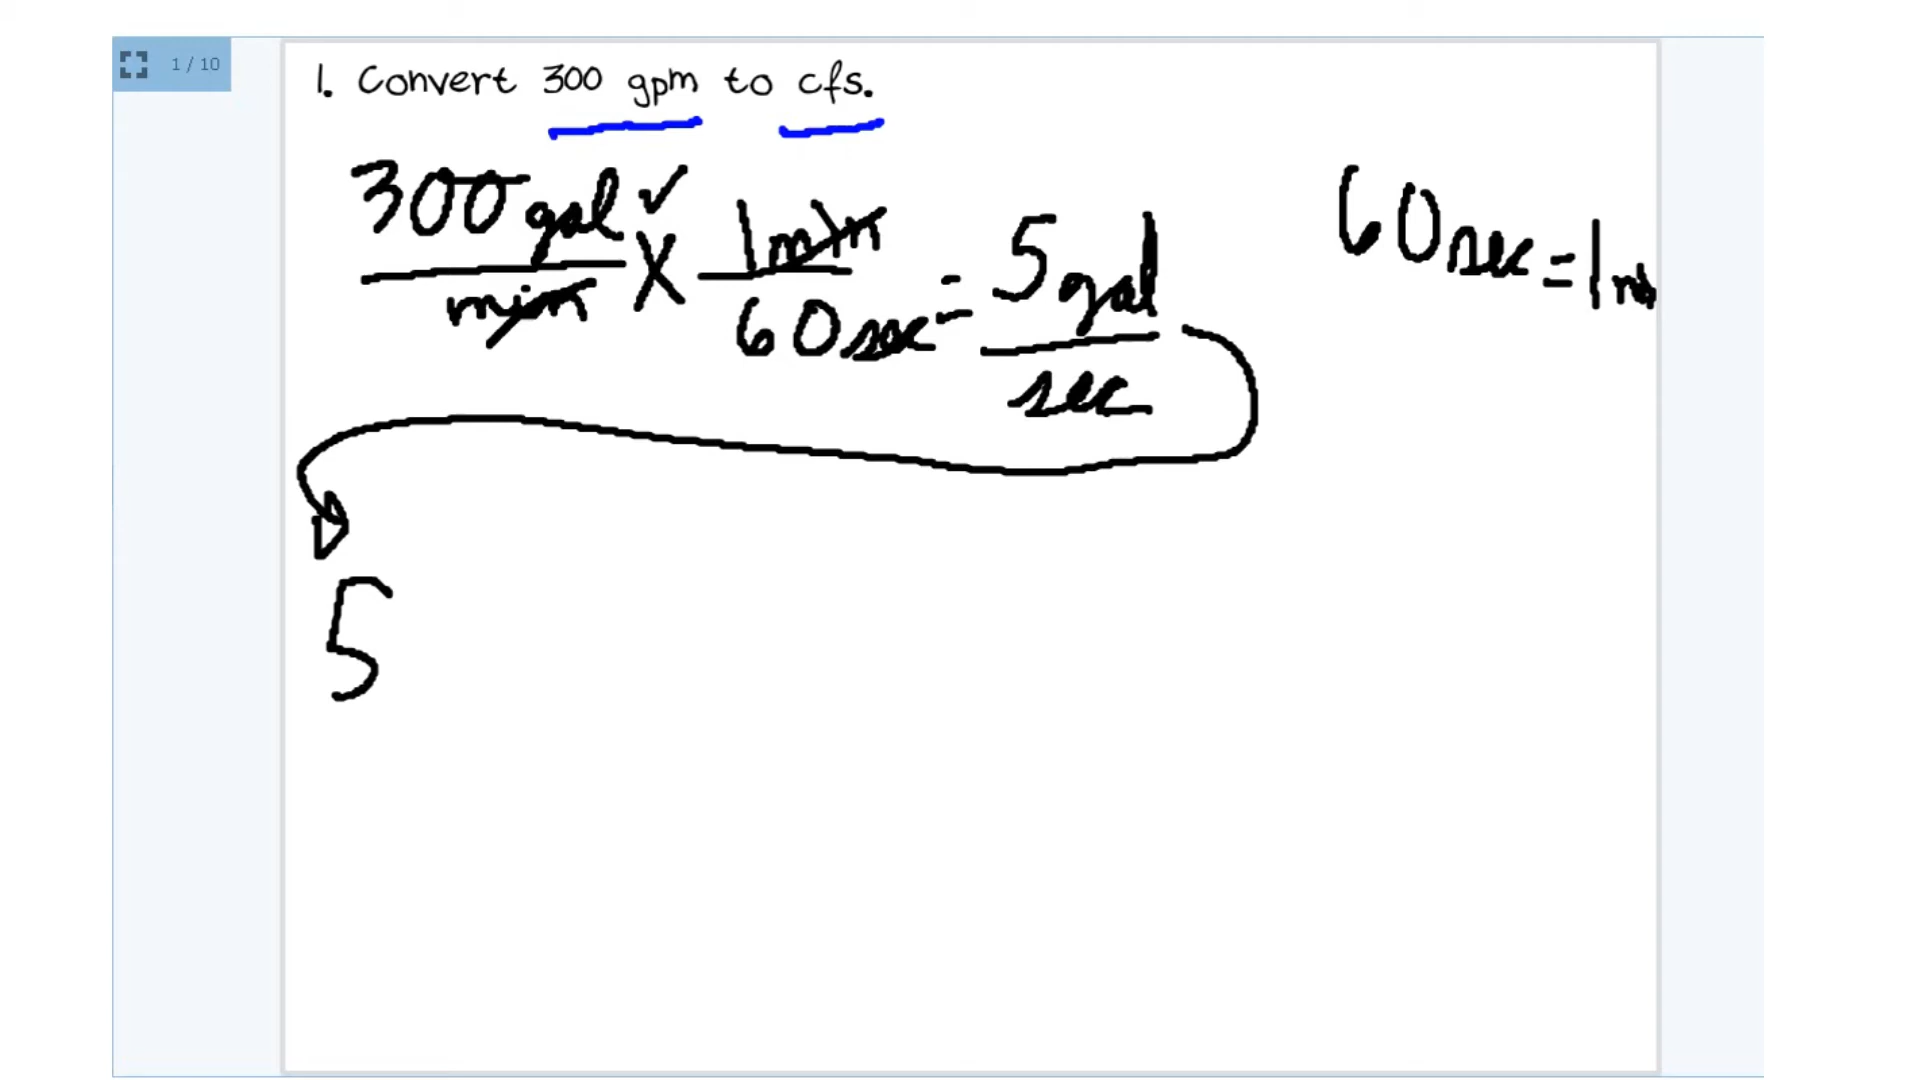 1 / 10
1. Convert 300 gpm to cfs.
300 gal ✓ X 1 min = 5 gal 60 sec = 1
min 60 sec sec
5